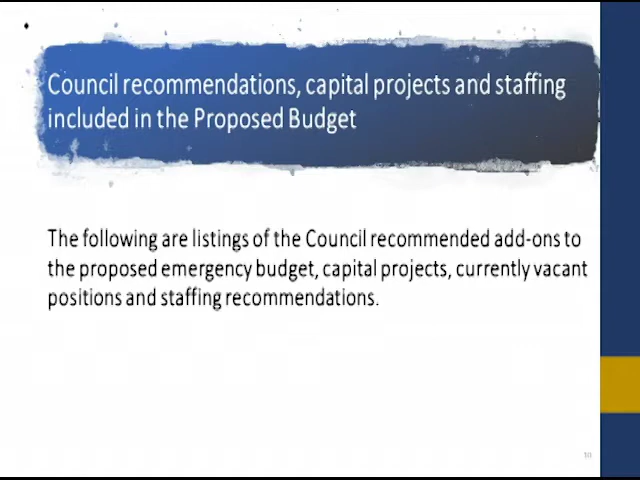 Council recommendations, capital projects and staffing
included in the Proposed Budget
The following are listings of the Council recommended add-ons to
the proposed emergency budget, capital projects, currently vacant
positions and staffing recommendations.
10